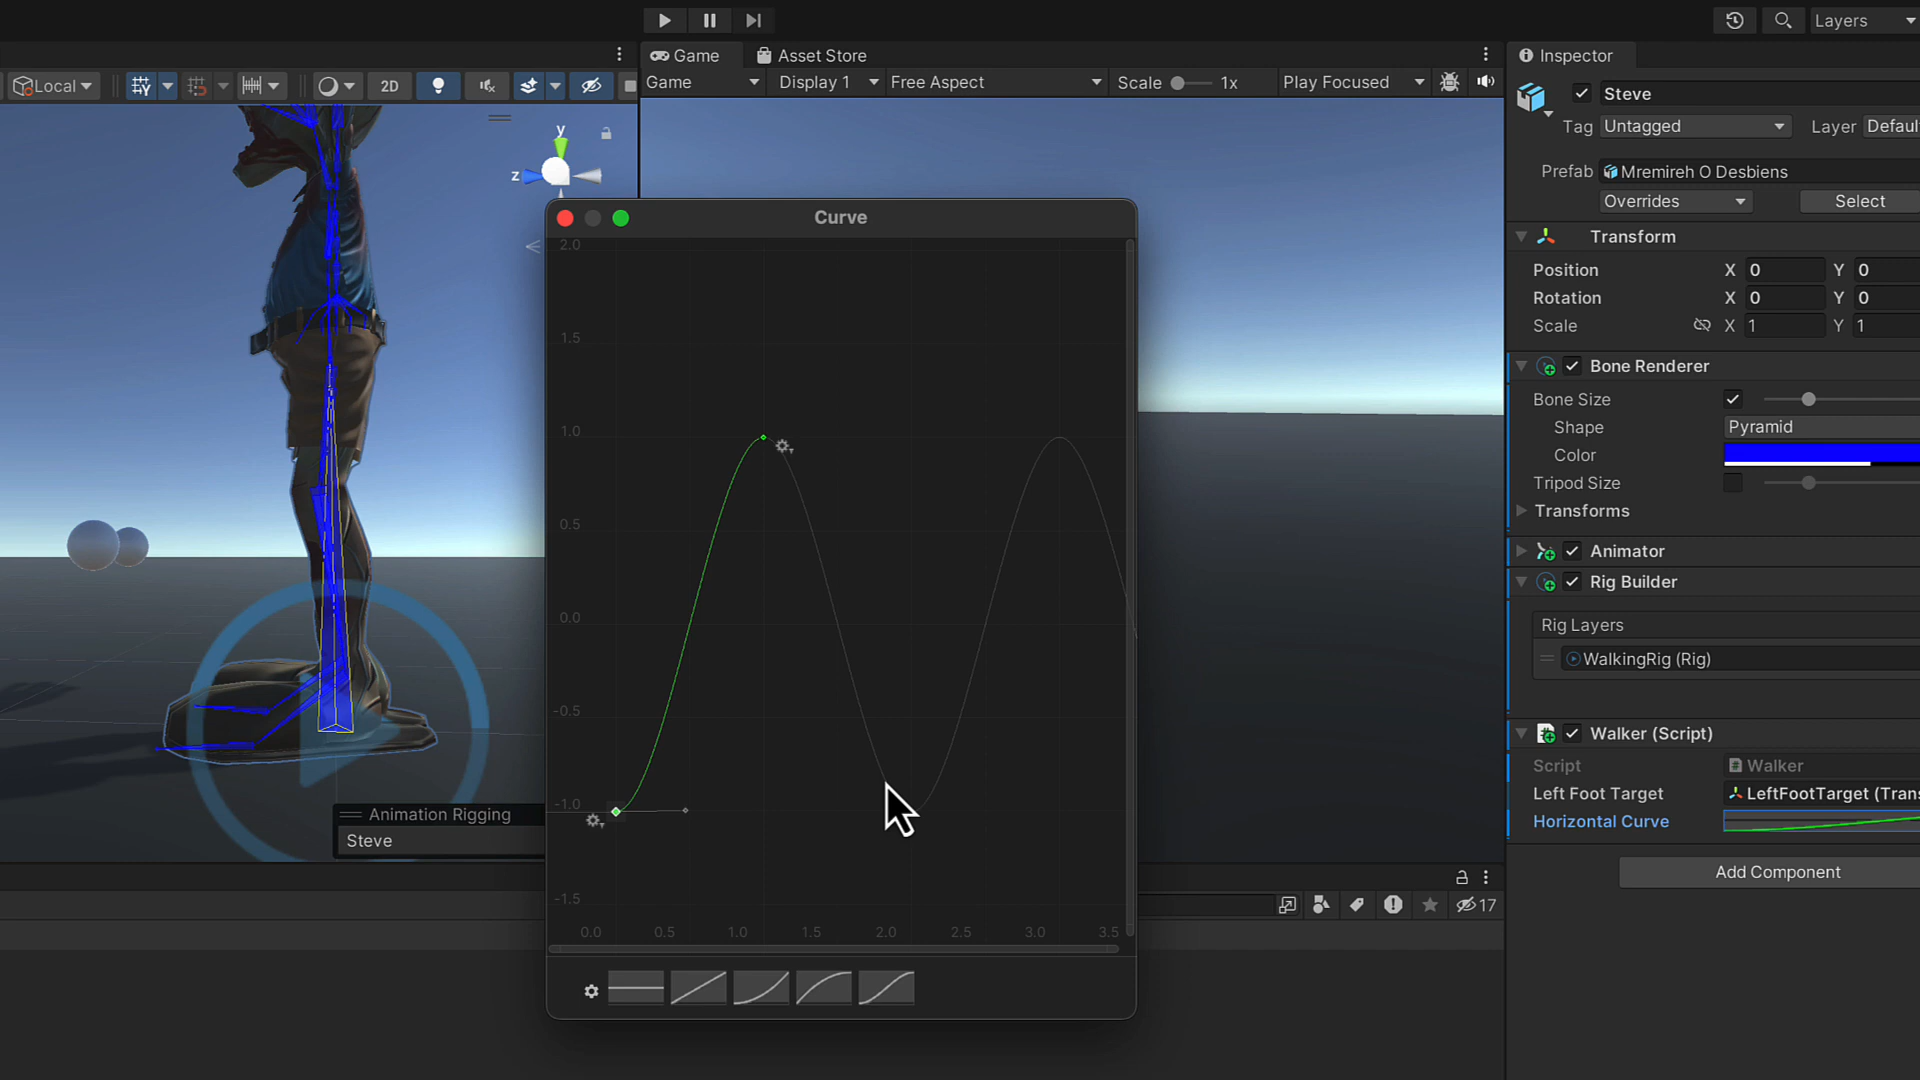 Layers
Game
Asset Store
Inspector
Local
2D
Game
Display 1
Free Aspect
Scale
1x
Play Focused
Steve
Tag
Untagged
Layer
Defaul
Prefab
Mremireh O Desbiens
Overrides
Select
Transform
Position
X
0
Y
0
Rotation
X
0
Y
0
Scale
X
1
Y
1
Bone Renderer
Bone Size
Shape
Pyramid
Color
Tripod Size
Transforms
Animator
Rig Builder
Rig Layers
WalkingRig (Rig)
Walker (Script)
Script
Walker
Left Foot Target
LeftFootTarget (Trans
Horizontal Curve
Add Component
y
z
Curve
2.0
1.5
1.0
0.5
0.0
-0.5
-1.0
-1.5
0.0
0.5
1.0
1.5
2.0
2.5
3.0
3.5
Animation Rigging
Steve
17